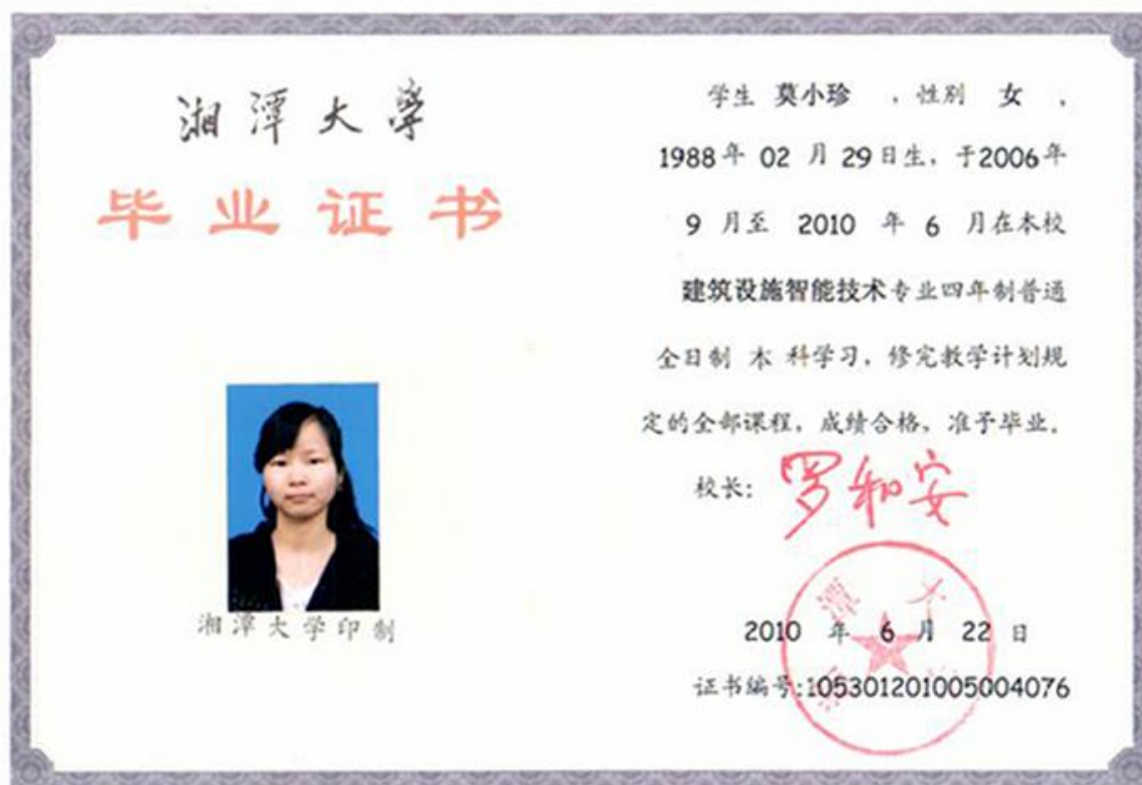 湘潭大学
毕业证书
湘潭大学印制
学生 莫小珍 ，性别 女 ，
1988年 02 月 29日生，于2006年
9 月至 2010 年 6 月在本校
建筑设施智能技术专业四年制普通
全日制 本 科学习，修完教学计划规
定的全部课程，成绩合格，准予毕业。
校长：罗和安
2010 年 6 月 22 日
证书编号:105301201005004076
湘潭大学